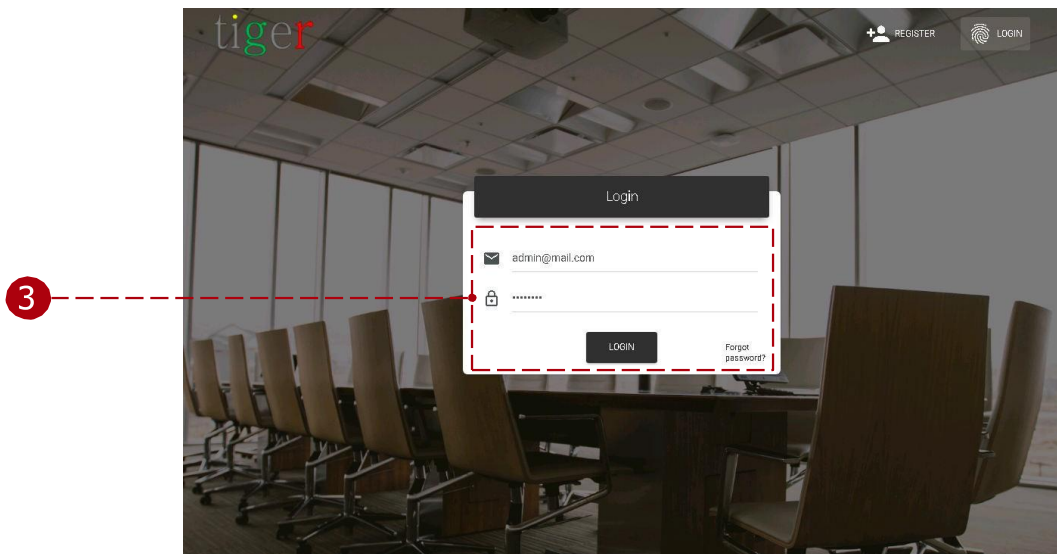 tiger
REGISTER
LOGIN
Login
admin@mail.com
3
••••••••
LOGIN
Forgot
password?